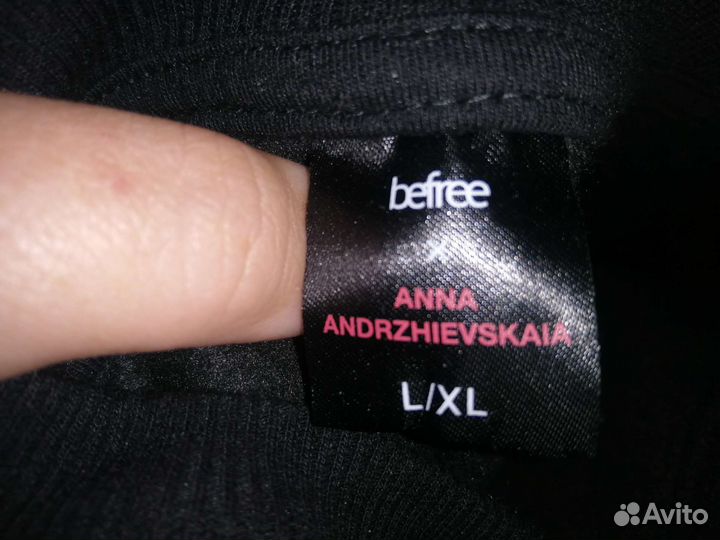 befree
x
ANNA
ANDRZHIEVSKAIA
L/XL
Avito